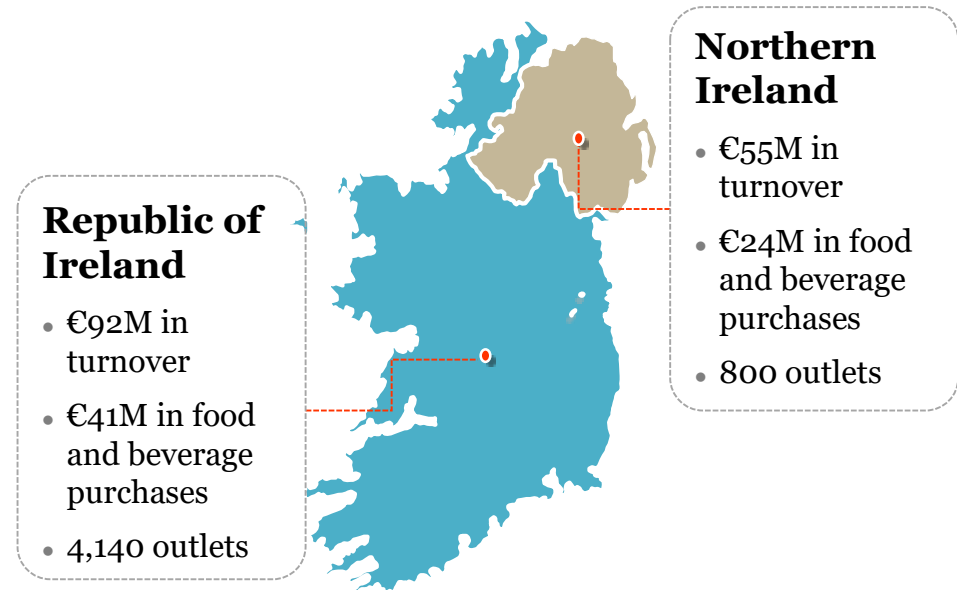 Republic of
Ireland
• €92M in
turnover
• €41M in food
and beverage
purchases
• 4,140 outlets
Northern
Ireland
• €55M in
turnover
• €24M in food
and beverage
purchases
• 800 outlets